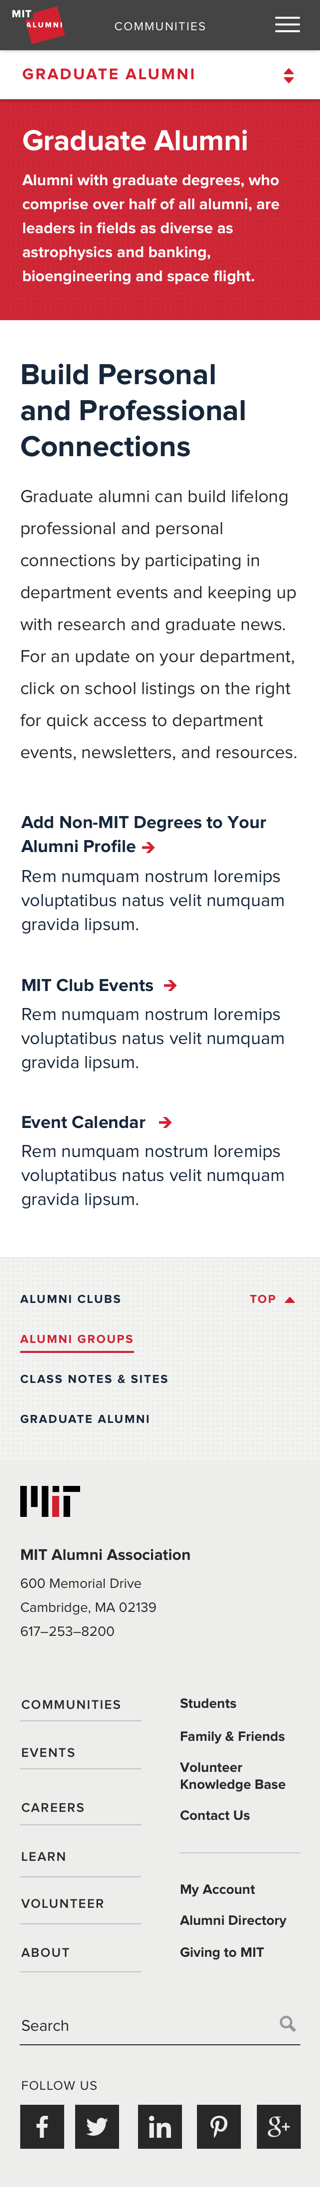 MIT
ALUMNI
COMMUNITIES
GRADUATE ALUMNI
Graduate Alumni
Alumni with graduate degrees, who
comprise over half of all alumni, are
leaders in fields as diverse as
astrophysics and banking,
bioengineering and space flight.
Build Personal
and Professional
Connections
Graduate alumni can build lifelong
professional and personal
connections by participating in
department events and keeping up
with research and graduate news.
For an update on your department,
click on school listings on the right
for quick access to department
events, newsletters, and resources.
Add Non-MIT Degrees to Your
Alumni Profile
Rem numquam nostrum loremips
voluptatibus natus velit numquam
gravida lipsum.
MIT Club Events
Rem numquam nostrum loremips
voluptatibus natus velit numquam
gravida lipsum.
Event Calendar
Rem numquam nostrum loremips
voluptatibus natus velit numquam
gravida lipsum.
ALUMNI CLUBS
TOP
ALUMNI GROUPS
CLASS NOTES & SITES
GRADUATE ALUMNI
MIT
MIT Alumni Association
600 Memorial Drive
Cambridge, MA 02139
617–253–8200
COMMUNITIES
EVENTS
CAREERS
LEARN
VOLUNTEER
ABOUT
Students
Family & Friends
Volunteer
Knowledge Base
Contact Us
My Account
Alumni Directory
Giving to MIT
Search
FOLLOW US
f
in
g+